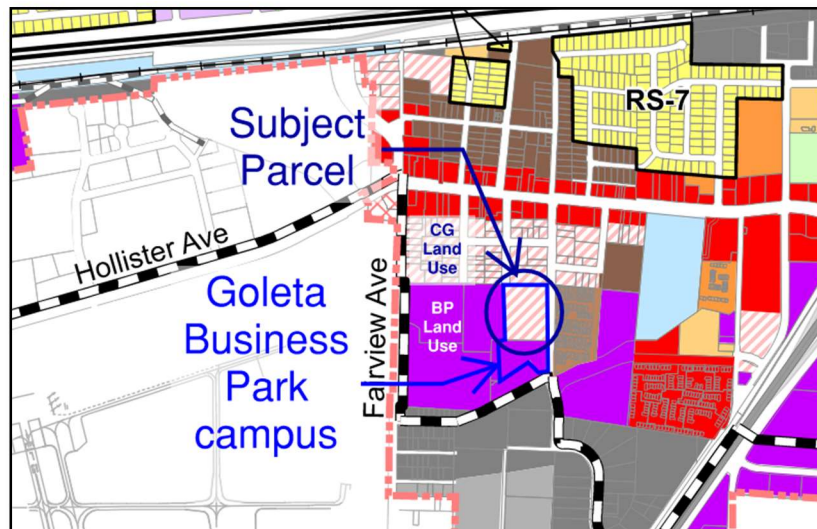 RS-7
Subject
Parcel
Hollister Ave
CG
Land
Use
Goleta
Business
Park
campus
BP
Land
Use
Fairview Ave